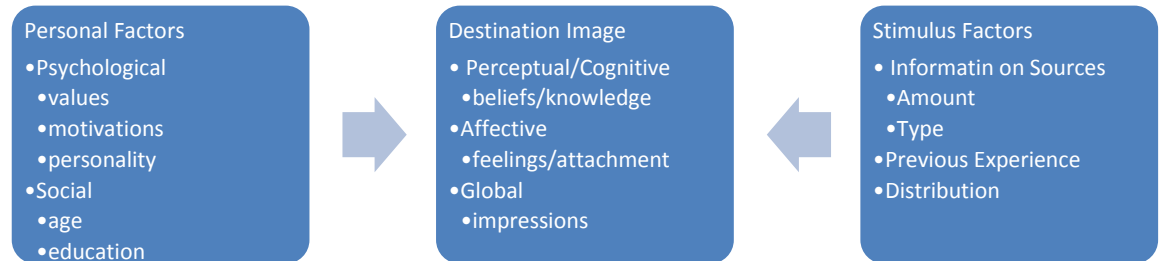 Personal Factors
•Psychological
•values
•motivations
•personality
•Social
•age
•education
Destination Image
• Perceptual/Cognitive
•beliefs/knowledge
•Affective
•feelings/attachment
•Global
•impressions
Stimulus Factors
• Informatin on Sources
•Amount
•Type
•Previous Experience
•Distribution